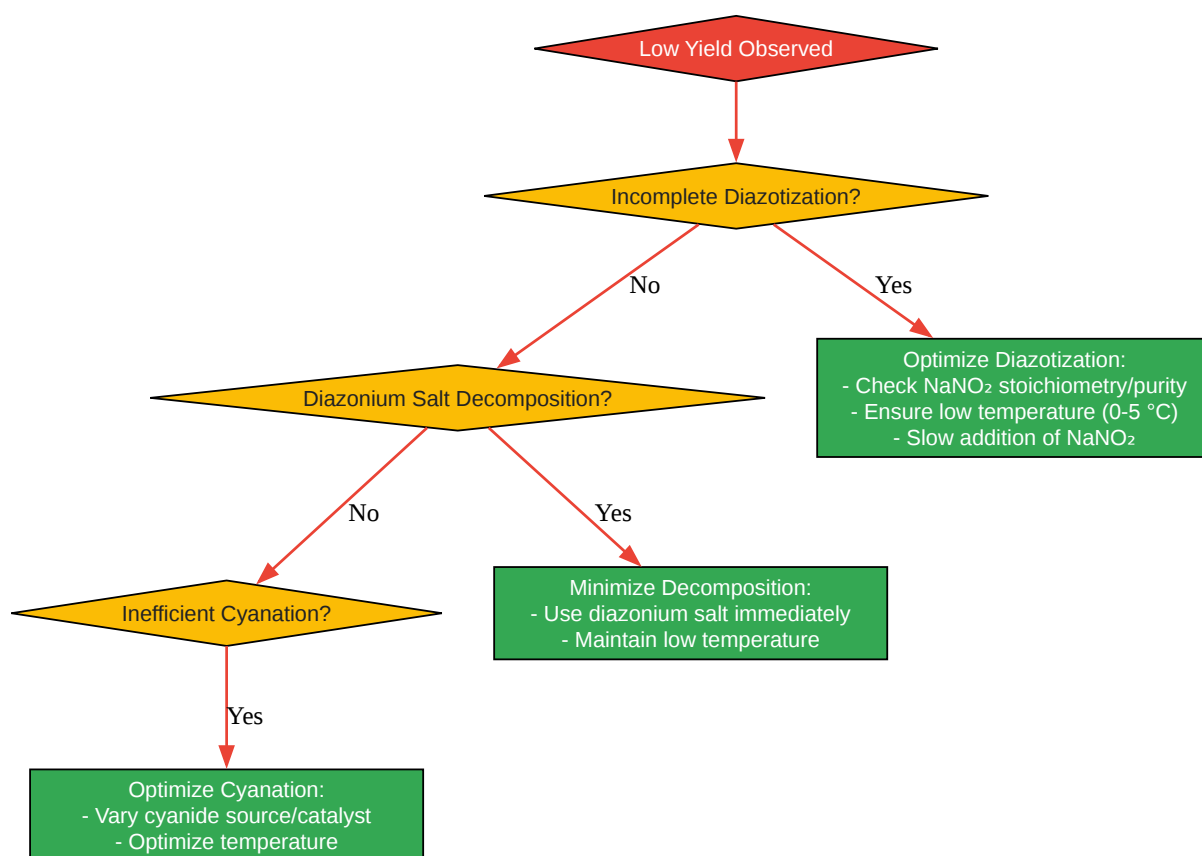 Low Yield Observed
Incomplete Diazotization?
No
Yes
Optimize Diazotization:
- Check NaNO₂ stoichiometry/purity
- Ensure low temperature (0-5 °C)
- Slow addition of NaNO₂
Diazonium Salt Decomposition?
No
Yes
Minimize Decomposition:
- Use diazonium salt immediately
- Maintain low temperature
Inefficient Cyanation?
Yes
Optimize Cyanation:
- Vary cyanide source/catalyst
- Optimize temperature